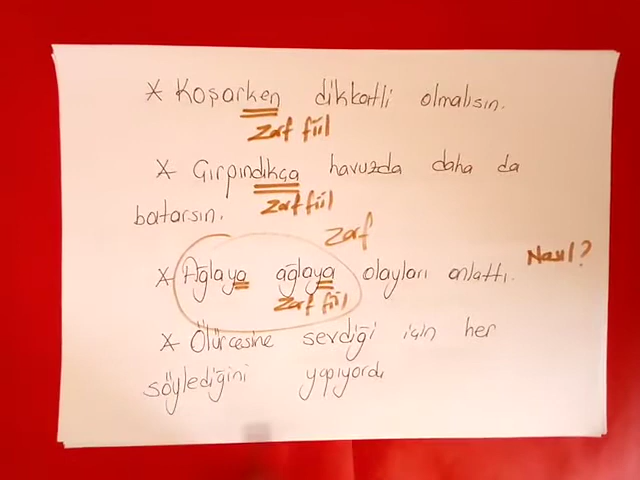 * Koşarken dikkatli olmalısın.
zarf fiil
* Çırpındıkça havuzda daha da
batarsın. zarf fiil
zarf
* Ağlaya ağlaya olayları anlattı. Nasıl?
zarf fiil
* Ölürcesine sevdiği için her
söylediğini yapıyordu